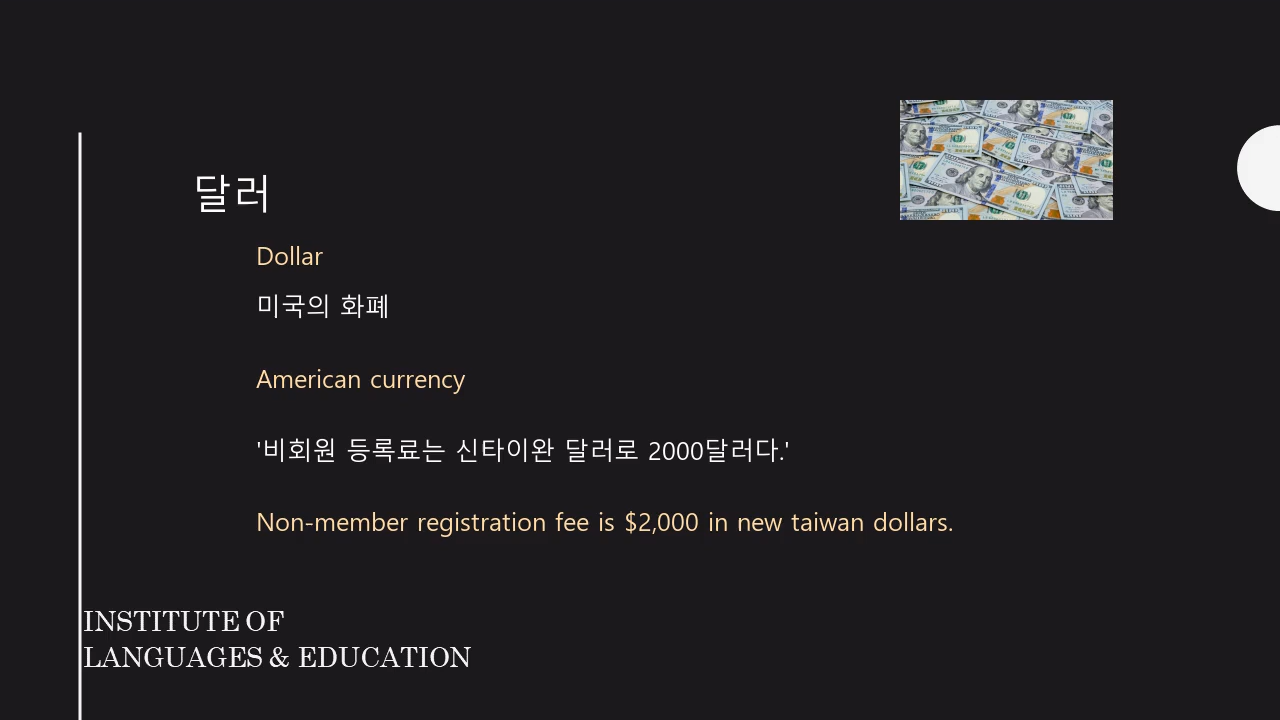 달러
Dollar
미국의 화폐
American currency
'비회원 등록료는 신타이완 달러로 2000달러다.'
Non-member registration fee is $2,000 in new taiwan dollars.
INSTITUTE OF
LANGUAGES & EDUCATION